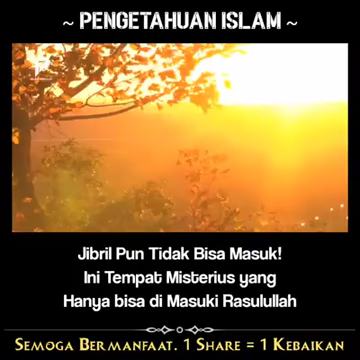 ~ PENGETAHUAN ISLAM ~
Jibril Pun Tidak Bisa Masuk!
Ini Tempat Misterius yang
Hanya bisa di Masuki Rasulullah
SEMOGA BERMANFAAT. 1 SHARE = 1 KEBAIKAN